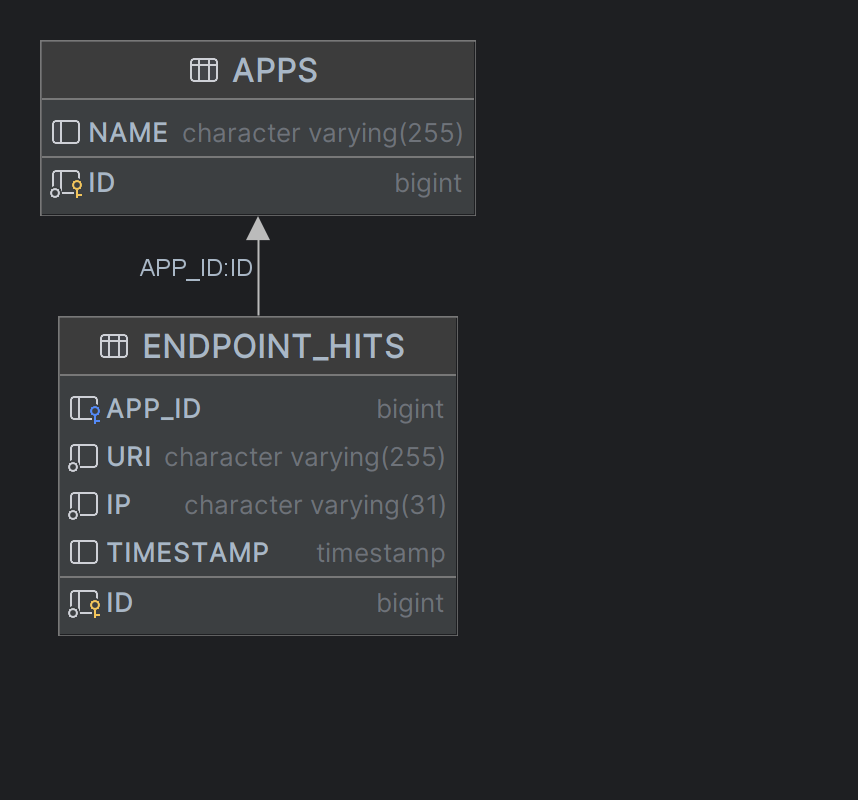 APPS
NAME character varying(255)
ID bigint
APP_ID:ID
ENDPOINT_HITS
APP_ID bigint
URI character varying(255)
IP character varying(31)
TIMESTAMP timestamp
ID bigint